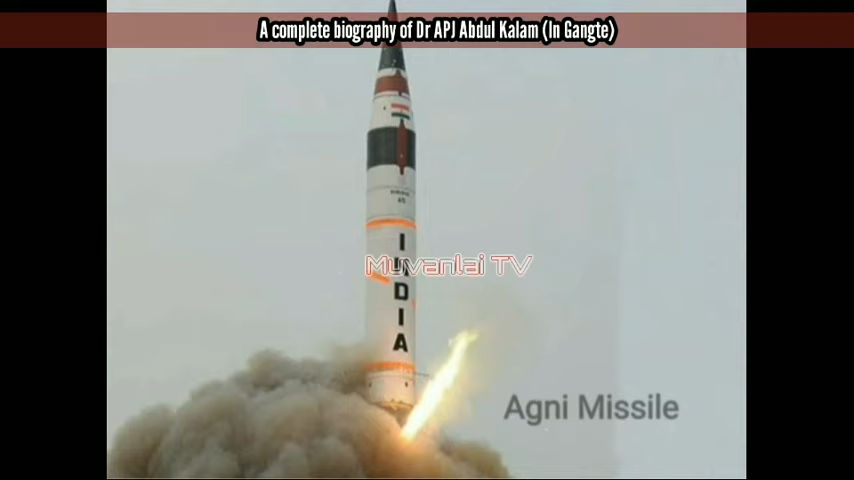 A complete biography of Dr APJ Abdul Kalam (In Gangte)
INDIA
Muvanlai TV
Agni Missile